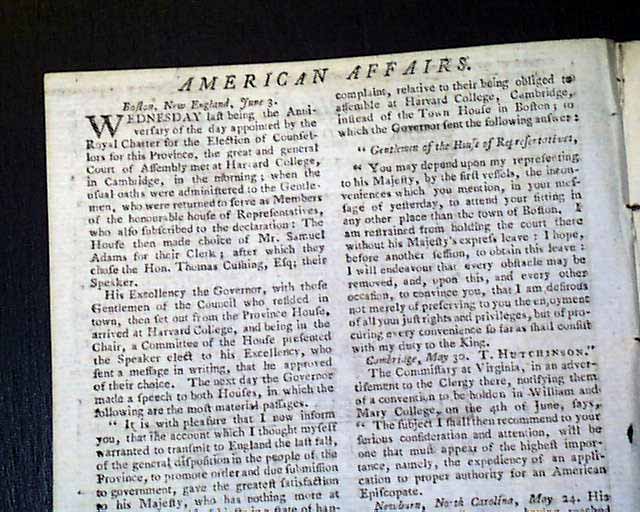 AMERICAN AFFAIRS.
Boston, New England, June 3.
WEDNESDAY last being the Anni-
versary of the day appointed by the
Royal Charter for the Election of Counsel-
lors for this Province, the great and general
Court of Assembly met at Harvard College,
in Cambridge, in the morning; when the
usual oaths were administered to the Gentle-
men, who were returned to serve as Members
of the honourable house of Representatives,
who also subscribed to the declaration: The
House then made choice of Mr. Samuel
Adams for their Clerk; after which they
chose the Hon. Thomas Cushing, Esq; their
Speaker.
His Excellency the Governor, with those
Gentlemen of the Council who resided in
town, then set out from the Province House,
arrived at Harvard College, and being in the
Chair, a Committee of the House presented
the Speaker elect to his Excellency, who
sent a message in writing, that he approved
of their choice. The next day the Governor
made a speech to both Houses, in which the
following are the most material passages.
"It is with pleasure that I now inform
you, that the account which I thought myself
warranted to transmit to England the last fall,
of the general disposition in the people of the
Province, to promote order and due submission
to government, gave the greatest satisfaction
to his Majesty, who has nothing more at
complaint, relative to their being obliged to
assemble at Harvard College, Cambridge,
instead of the Town House in Boston; to
which the Governor sent the following answer:
"Gentlemen of the House of Representatives,
"You may depend upon my representing
to his Majesty, by the first vessels, the incon-
veniences which you mention, in your mes-
sage of yesterday, to attend your sitting in
any other place than the town of Boston.
am restrained from holding the court there
without his Majesty's express leave: I hope,
before another session, to obtain this leave:
I will endeavour that every obstacle may be
removed, and, upon this, and every other
occasion, to convince you, that I am desirous
not merely of preserving to you the enjoyment
of all your just rights and privileges, but of pro-
curing every convenience so far as shall consist
with my duty to the King.
Cambridge, May 30. T. HUTCHINSON."
The Commissary at Virginia, in an adver-
tisement to the Clergy there, notifying them
of a convention to be holden in William and
Mary College, on the 4th of June, says,
"The subject I shall then recommend to your
serious consideration and attention, will be
one that must appear of the highest impor-
tance, namely, the expediency of an appli-
cation to proper authority for an American
Episcopate.
Newburn, North Carolina, May 24. His